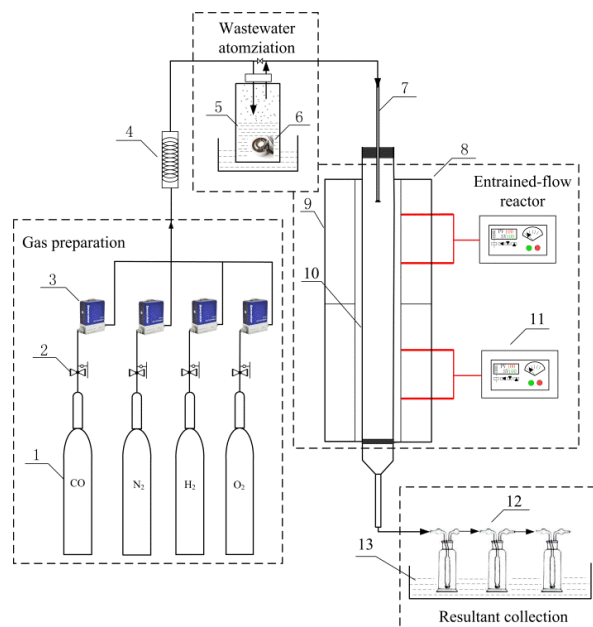 Wastewater
atomziation
5
6
7
4
8
Entrained-flow
reactor
9
Gas preparation
3
10
11
2
1
CO
N₂
H₂
O₂
12
13
Resultant collection